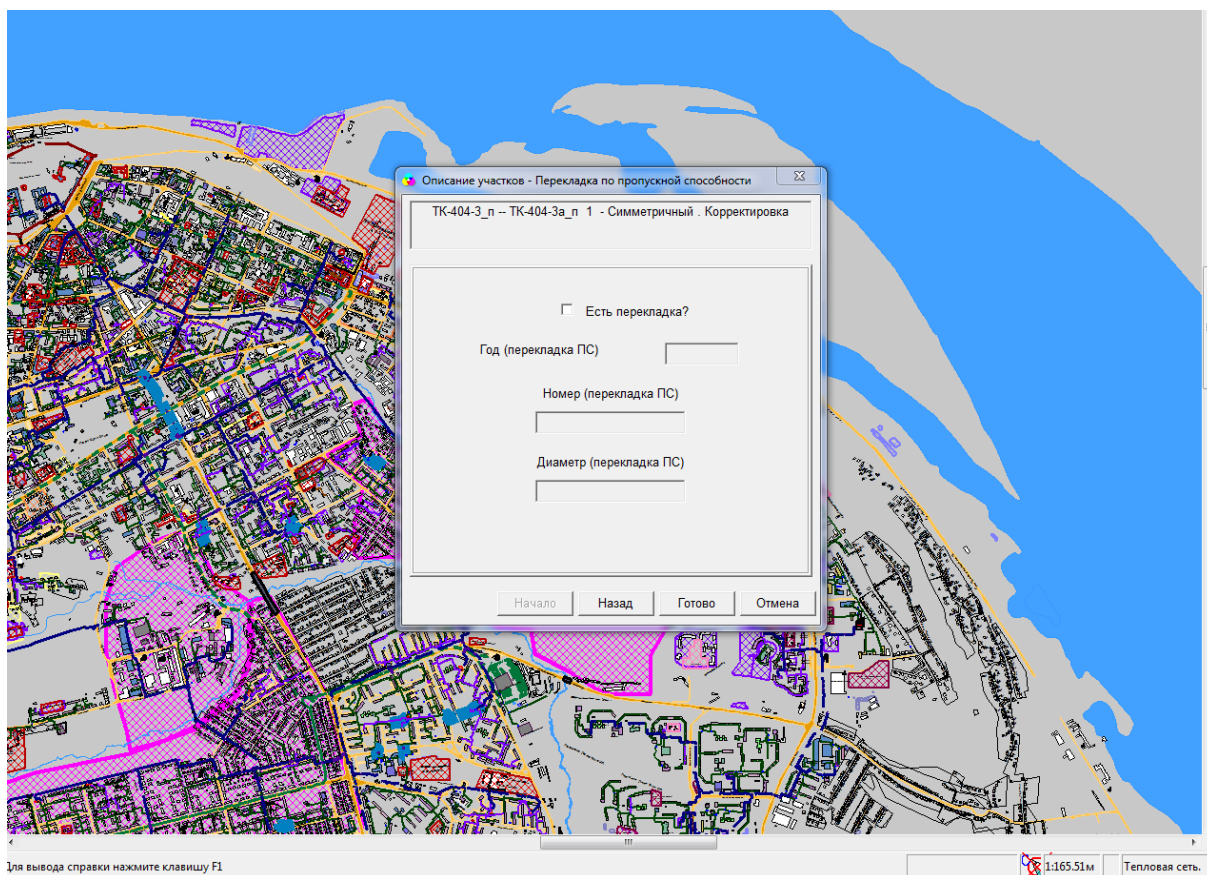 Описание участков - Перекладка по пропускной способности
ТК-404-3_п -- ТК-404-3а_п 1 - Симметричный . Корректировка
Есть перекладка?
Год (перекладка ПС)
Номер (перекладка ПС)
Диаметр (перекладка ПС)
Начало Назад Готово Отмена
Для вывода справки нажмите клавишу F1
1:165.51м Тепловая сеть.